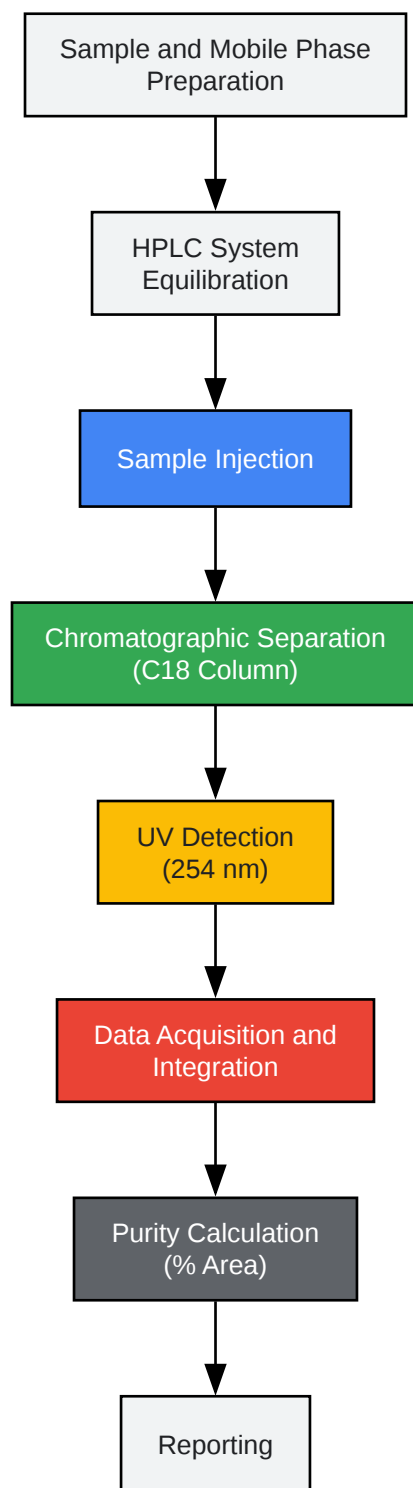 Sample and Mobile Phase
Preparation
HPLC System
Equilibration
Sample Injection
Chromatographic Separation
(C18 Column)
UV Detection
(254 nm)
Data Acquisition and
Integration
Purity Calculation
(% Area)
Reporting